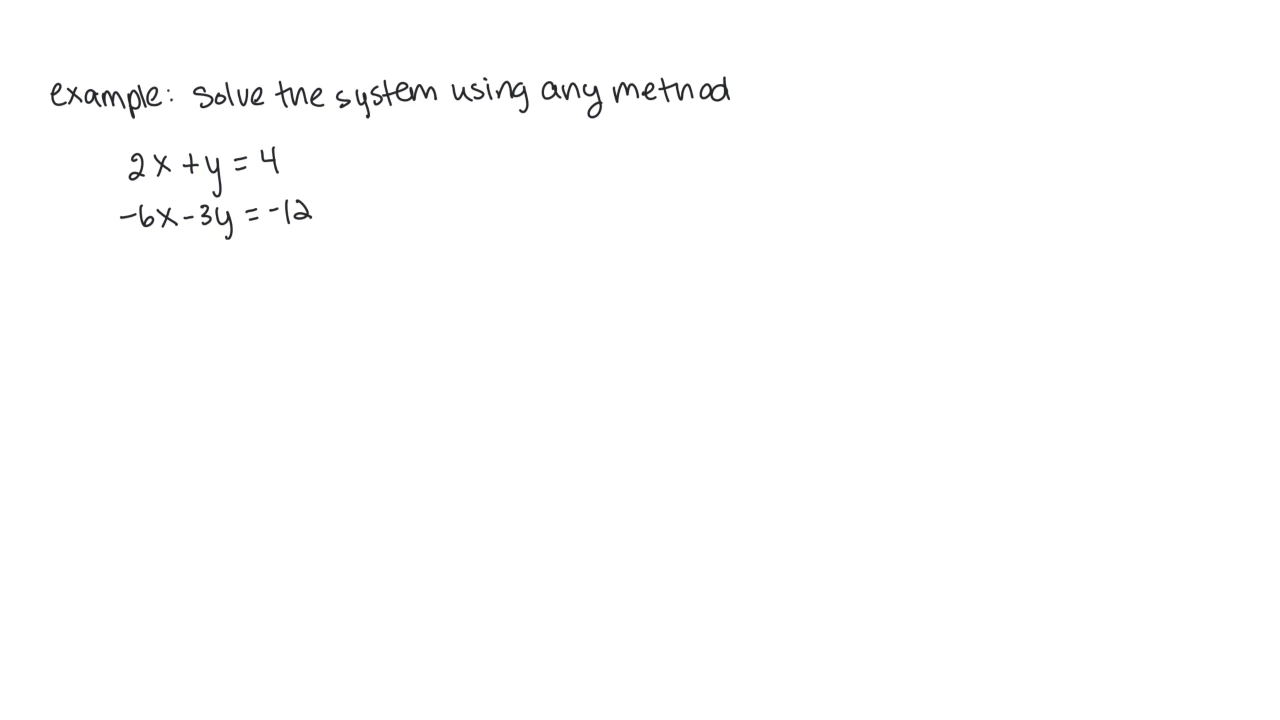 example: solve the system using any method
2x + y = 4
-6x - 3y = -12